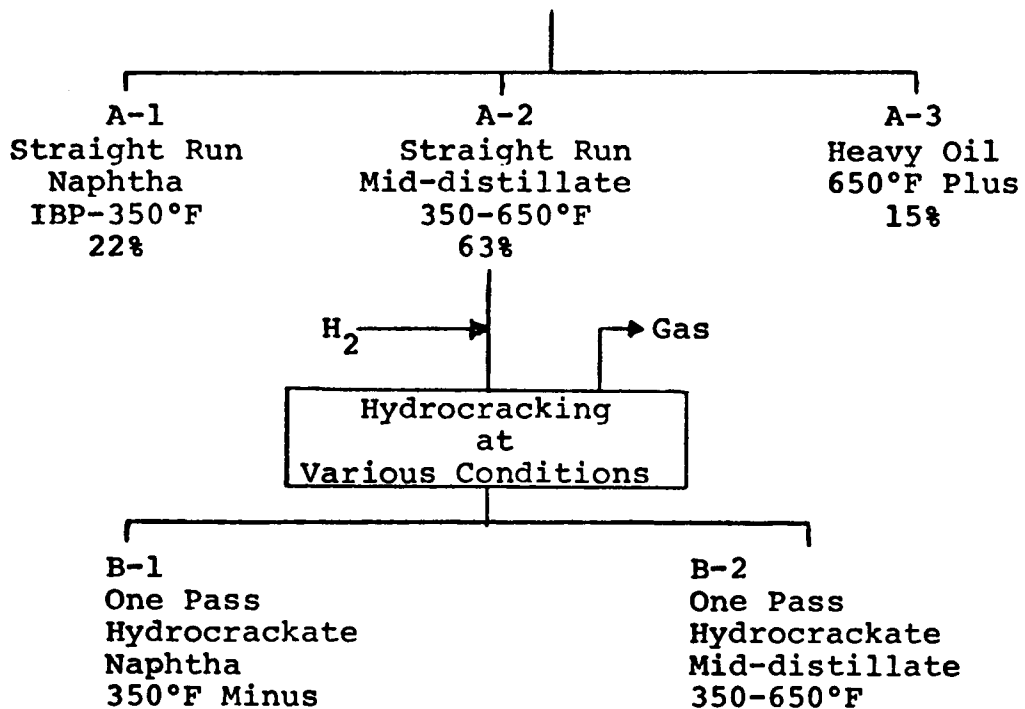 A-1
Straight Run
Naphtha
IBP-350°F
22%
A-2
Straight Run
Mid-distillate
350-650°F
63%
A-3
Heavy Oil
650°F Plus
15%
H2
Gas
Hydrocracking
at
Various Conditions
B-1
One Pass
Hydrocrackate
Naphtha
350°F Minus
B-2
One Pass
Hydrocrackate
Mid-distillate
350-650°F